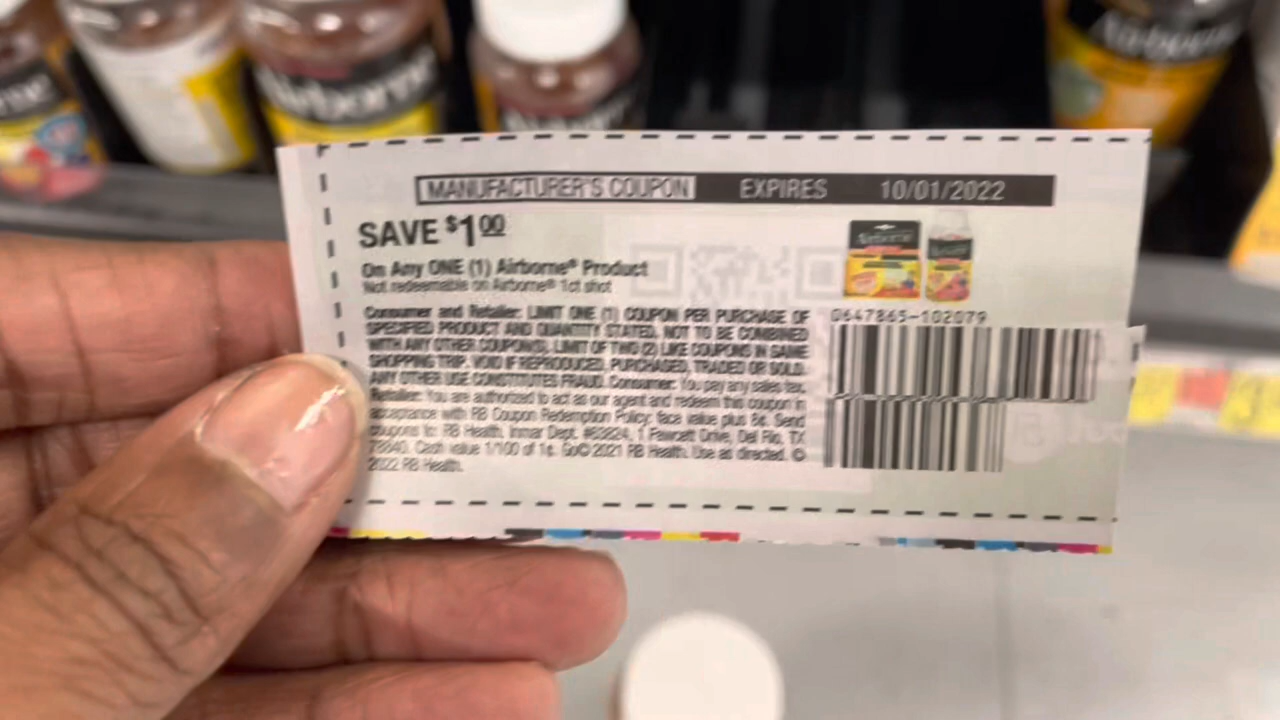 Airborne
Airborne
MANUFACTURER'S COUPON EXPIRES 10/01/2022
SAVE $1.00
On Any ONE (1) Airborne® Product
Not redeemable on Airborne® 1ct shot
Consumer and Retailer: LIMIT ONE (1) COUPON PER PURCHASE OF
SPECIFIED PRODUCT AND QUANTITY STATED. NOT TO BE COMBINED
WITH ANY OTHER COUPON(S). LIMIT OF TWO (2) LIKE COUPONS IN SAME
SHOPPING TRIP. VOID IF REPRODUCED, PURCHASED, TRADED OR SOLD.
ANY OTHER USE CONSTITUTES FRAUD. Consumer: You pay any sales tax.
Retailer: You are authorized to act as our agent and redeem this coupon in
acceptance with RB Coupon Redemption Policy: face value plus 8¢. Send
coupons to: RB Health, Inmar Dept. #63824, 1 Fawcett Drive, Del Rio, TX
78840. Cash value 1/100 of 1¢. ©2021 RB Health. Use as directed. ©
2022 RB Health.
Airborne
0647865-102079